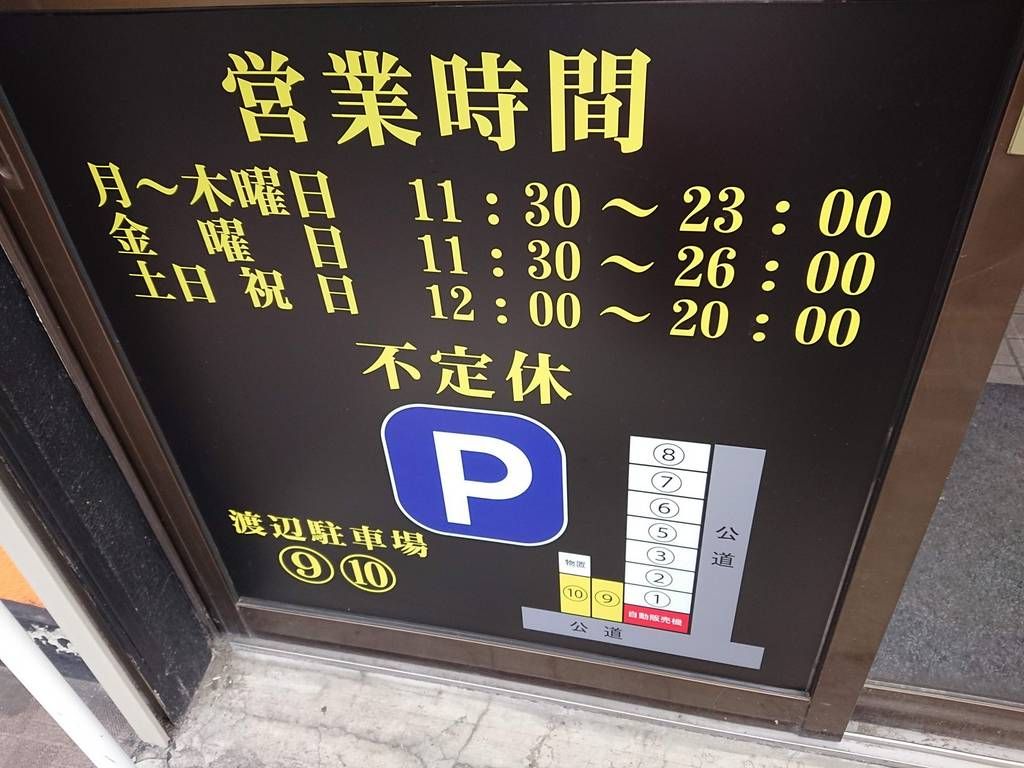 営業時間
月～木曜日 11:30～23:00
金曜日 11:30～26:00
土日祝日 12:00～20:00
不定休
P
渡辺駐車場
⑨⑩
⑧
⑦
⑥
⑤
③
②
①
自動販売機
物置
⑩ ⑨
公道
公道